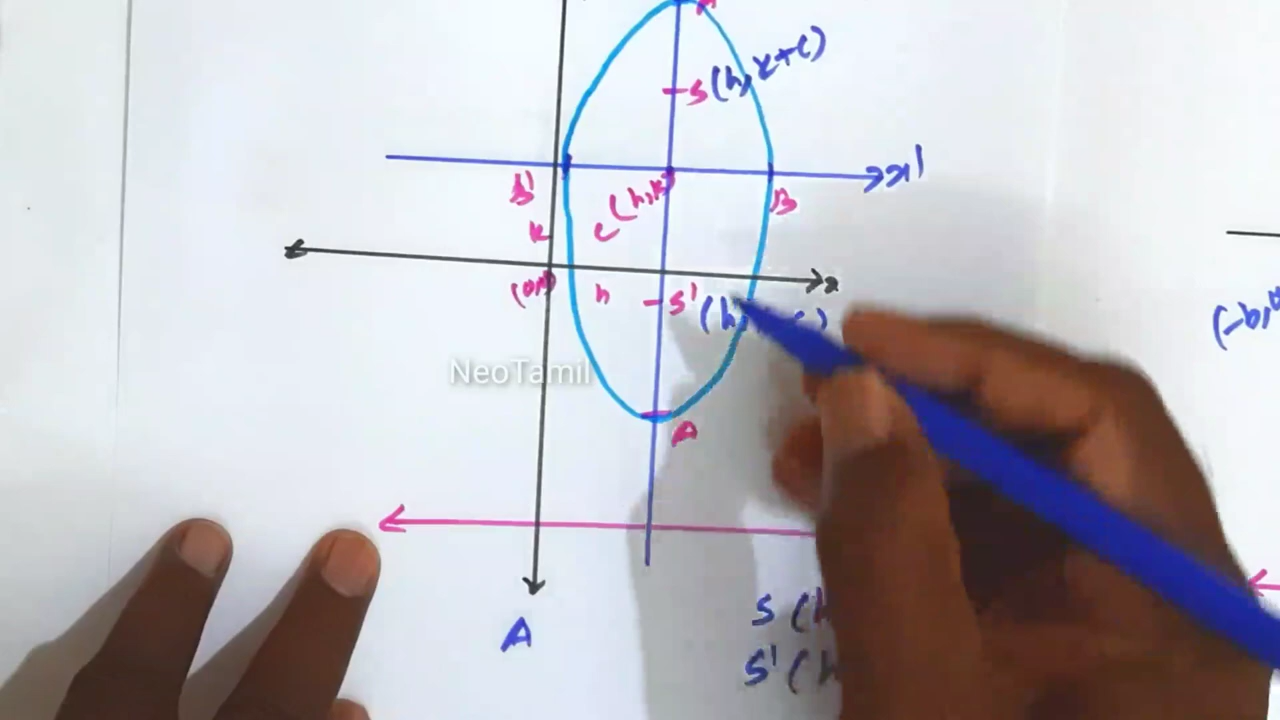 S(h, k+c)
x'
B'
C(h,k)
B
k
x
(0,0)
h
S'
NeoTamil
A
A
S(h
S'(h